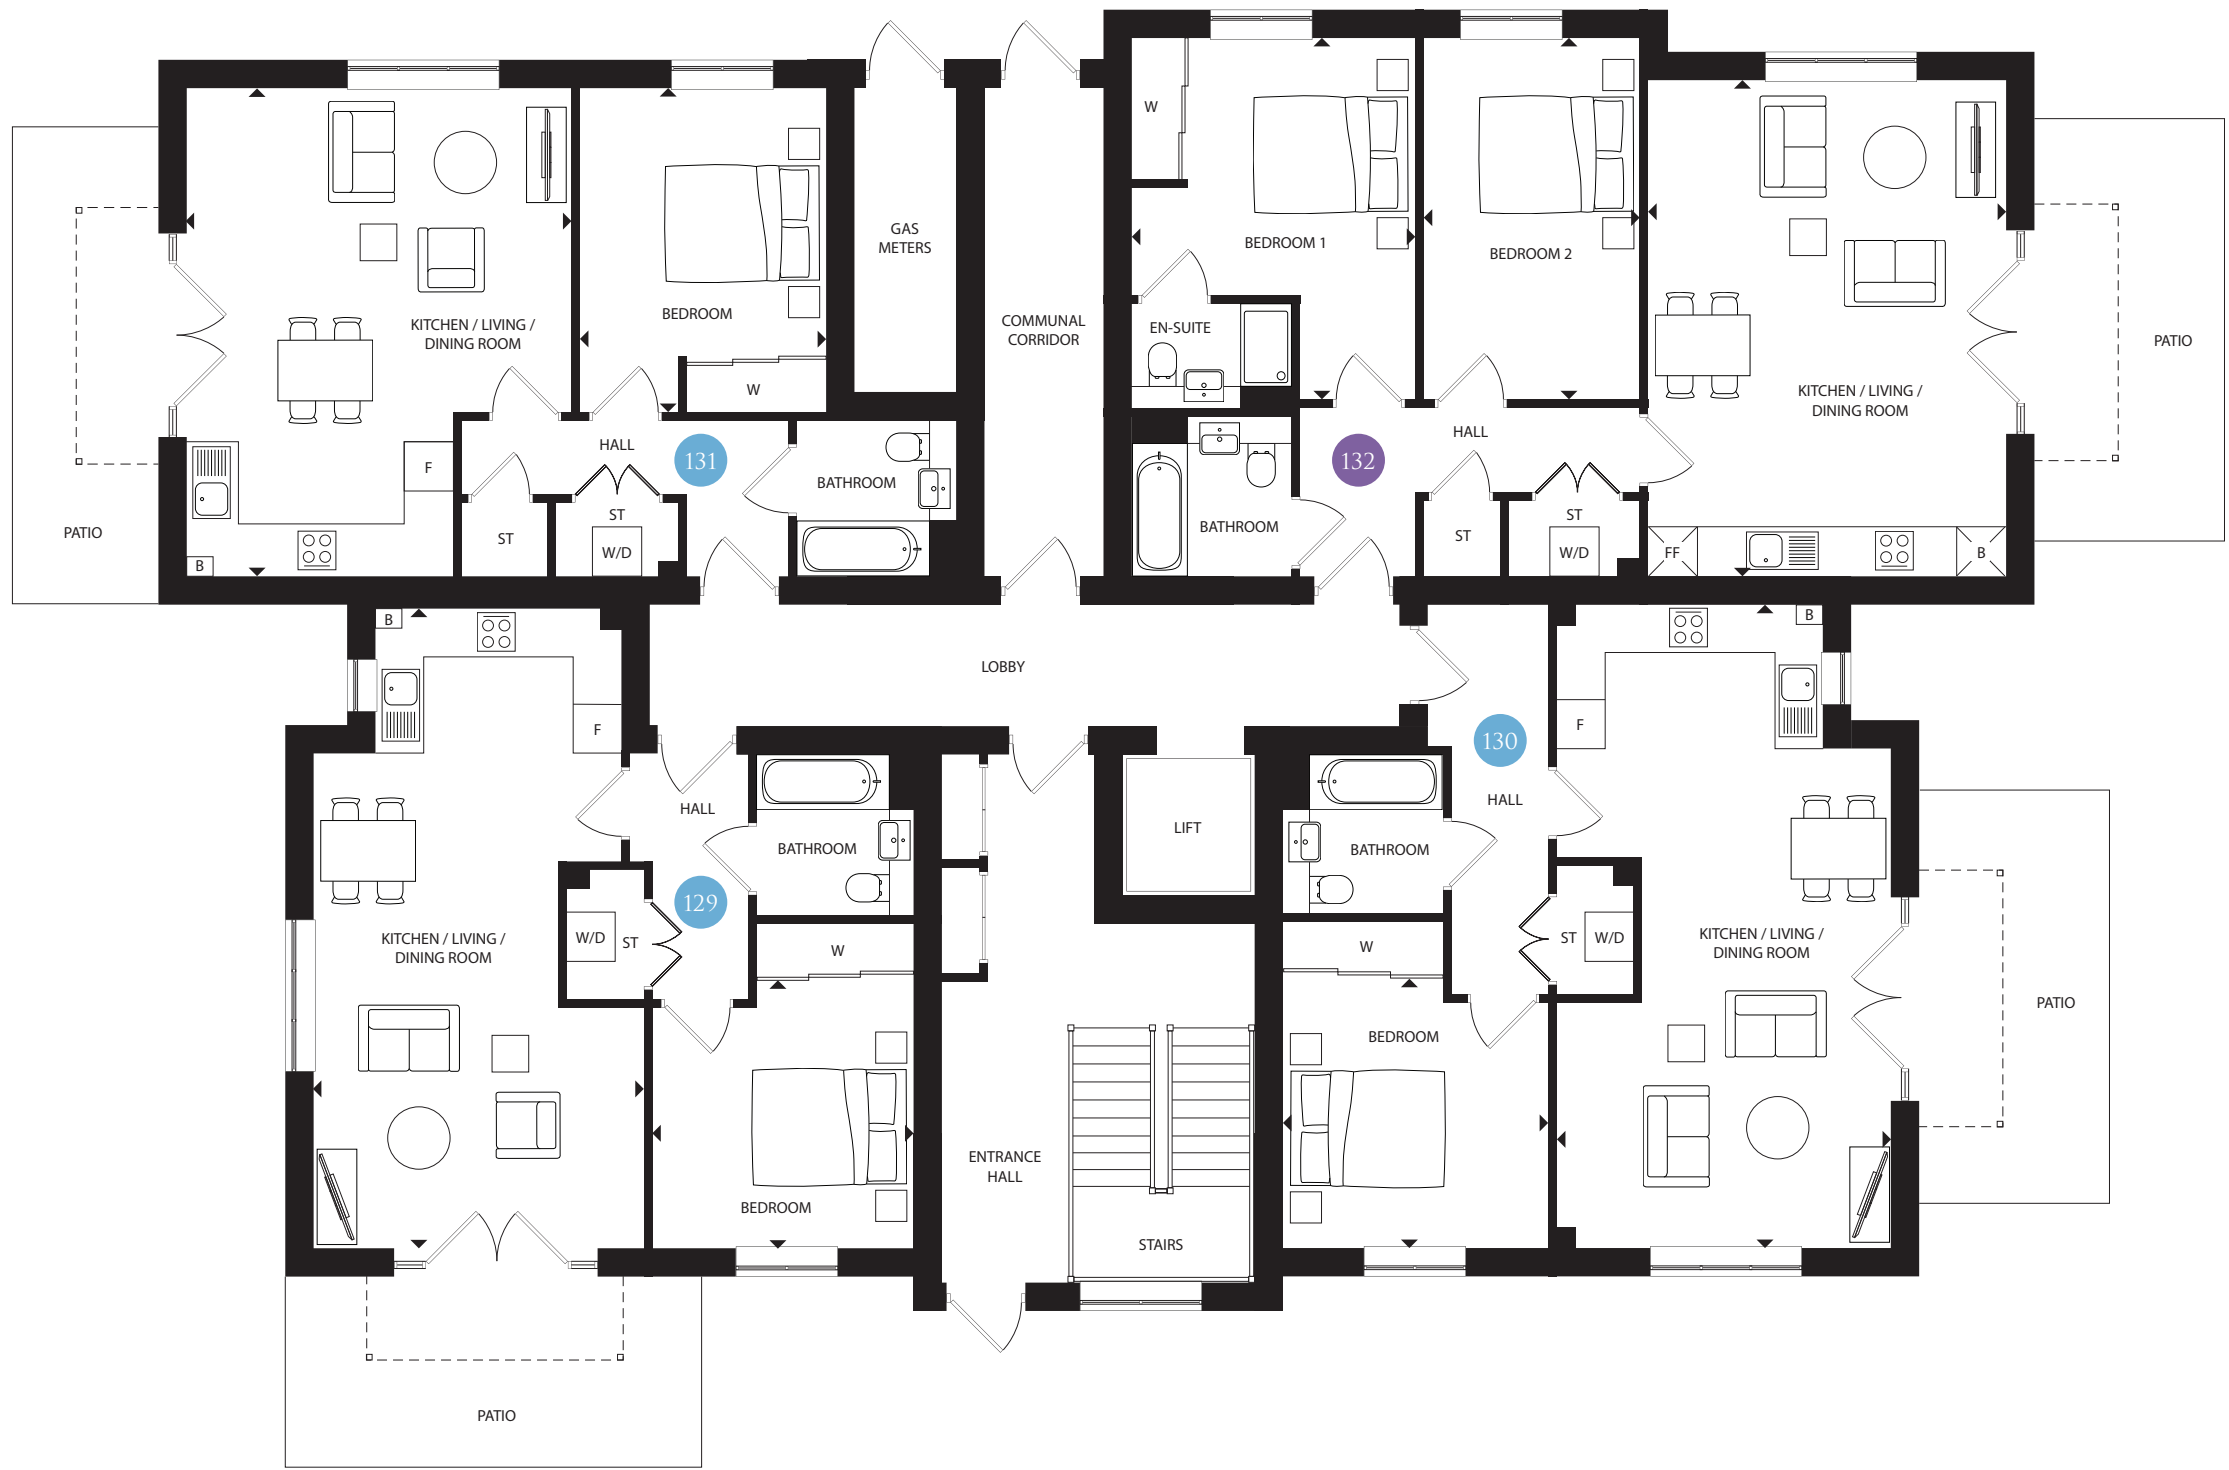 W
GAS
METERS
BEDROOM 1
BEDROOM 2
KITCHEN / LIVING /
DINING ROOM
BEDROOM
COMMUNAL
CORRIDOR
EN-SUITE
PATIO
W
KITCHEN / LIVING /
DINING ROOM
HALL
131
F
BATHROOM
HALL
132
PATIO
ST
ST
W/D
B
BATHROOM
ST
ST
W/D
FF
B
B
F
LOBBY
B
F
130
HALL
BATHROOM
LIFT
HALL
BATHROOM
129
KITCHEN / LIVING /
DINING ROOM
W/D
ST
W
W
ST
W/D
KITCHEN / LIVING /
DINING ROOM
PATIO
BEDROOM
BEDROOM
ENTRANCE
HALL
STAIRS
PATIO